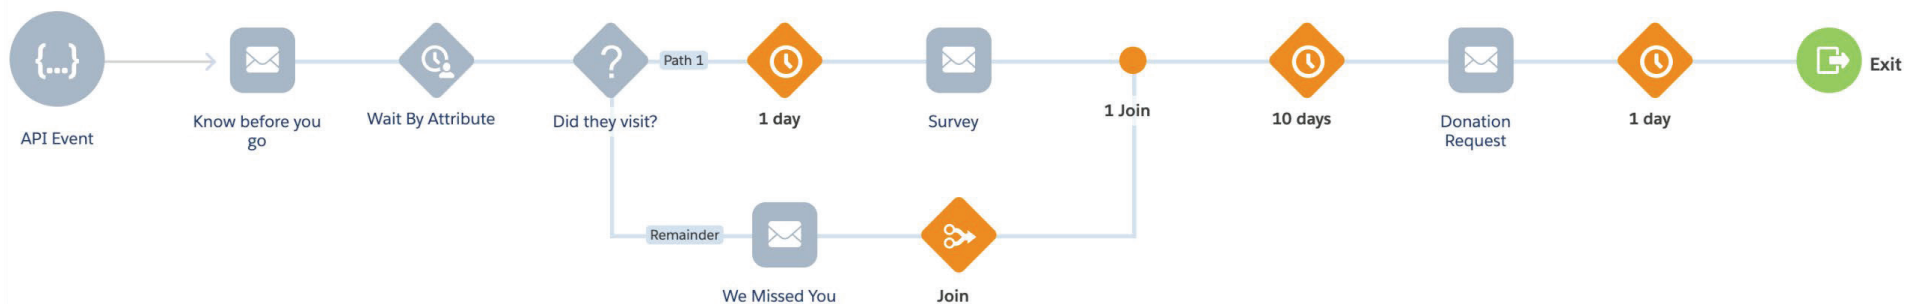 {...}
API Event
Know before you
go
Wait By Attribute
Did they visit?
Path 1
1 day
Survey
1 Join
10 days
Donation
Request
1 day
Exit
?
Remainder
We Missed You
Join